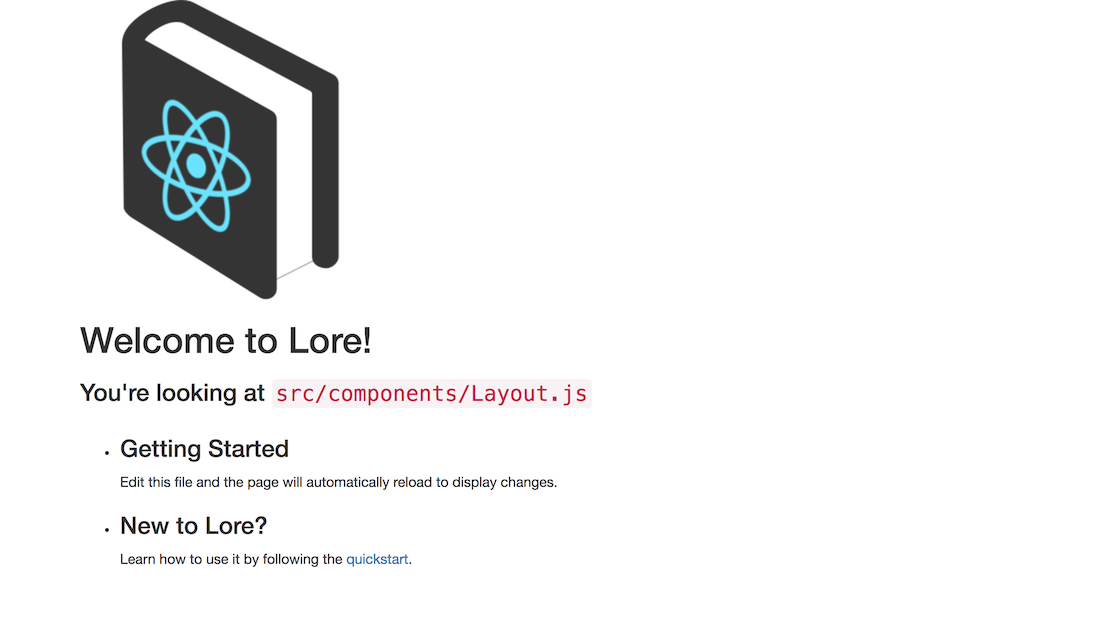 Welcome to Lore!
You're looking at src/components/Layout.js
Getting Started
Edit this file and the page will automatically reload to display changes.
New to Lore?
Learn how to use it by following the quickstart.